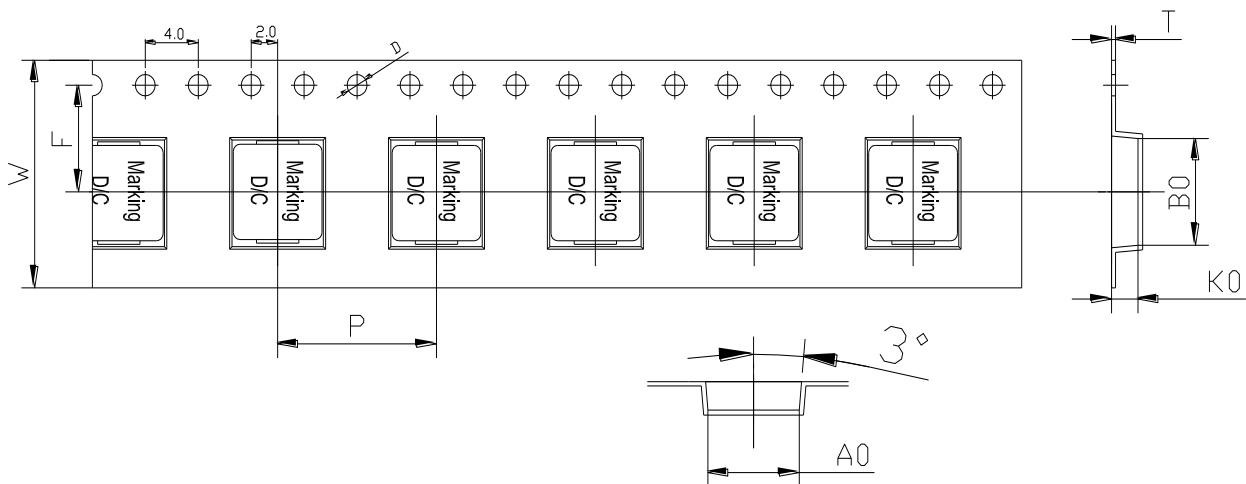 4.0
2.0
D
T
F
W
Marking
D/C
Marking
D/C
Marking
D/C
Marking
D/C
Marking
D/C
Marking
D/C
B0
K0
P
3°
A0